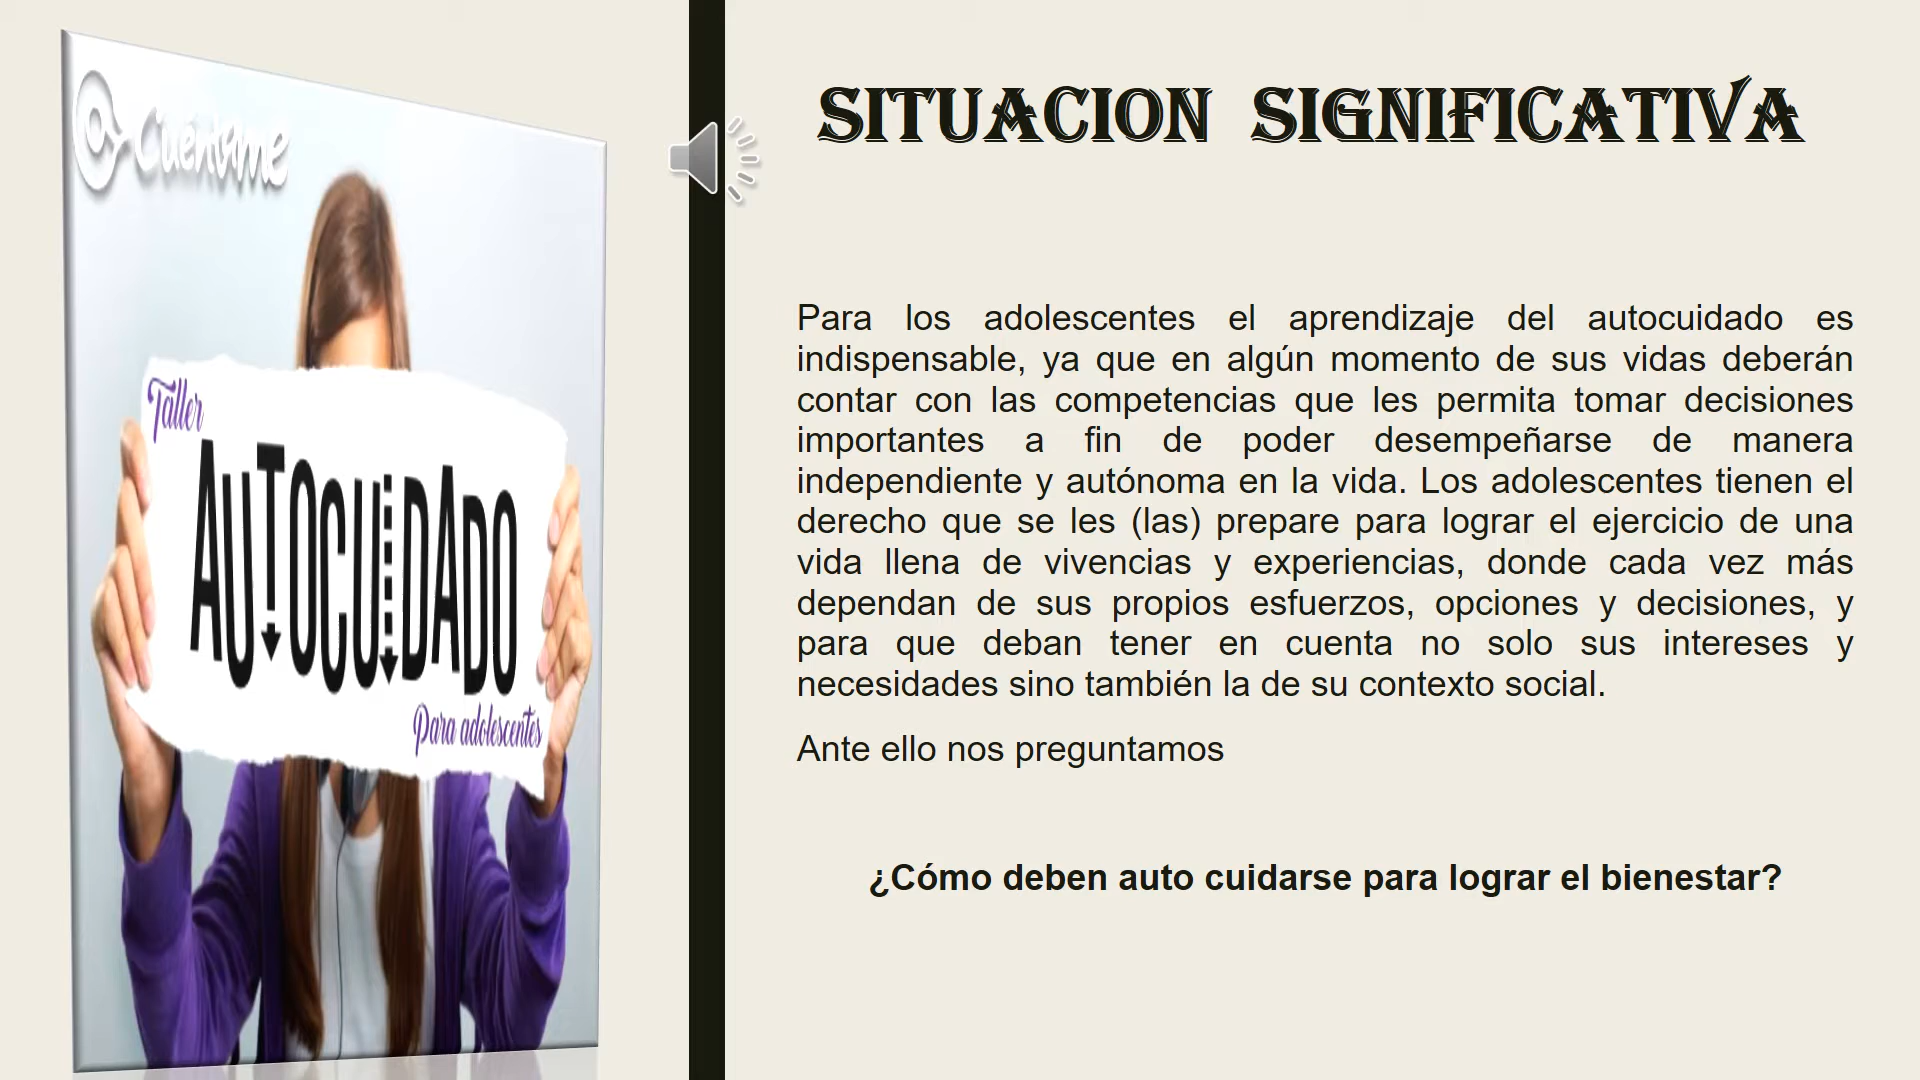 Cuéntame
Taller
AUTOCUIDADO
Para adolescentes
SITUACION SIGNIFICATIVA
Para los adolescentes el aprendizaje del autocuidado es
indispensable, ya que en algún momento de sus vidas deberán
contar con las competencias que les permita tomar decisiones
importantes a fin de poder desempeñarse de manera
independiente y autónoma en la vida. Los adolescentes tienen el
derecho que se les (las) prepare para lograr el ejercicio de una
vida llena de vivencias y experiencias, donde cada vez más
dependan de sus propios esfuerzos, opciones y decisiones, y
para que deban tener en cuenta no solo sus intereses y
necesidades sino también la de su contexto social.
Ante ello nos preguntamos
¿Cómo deben auto cuidarse para lograr el bienestar?